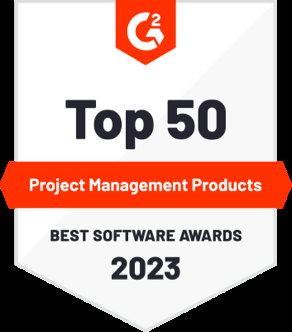 G2
Top 50
Project Management Products
BEST SOFTWARE AWARDS
2023